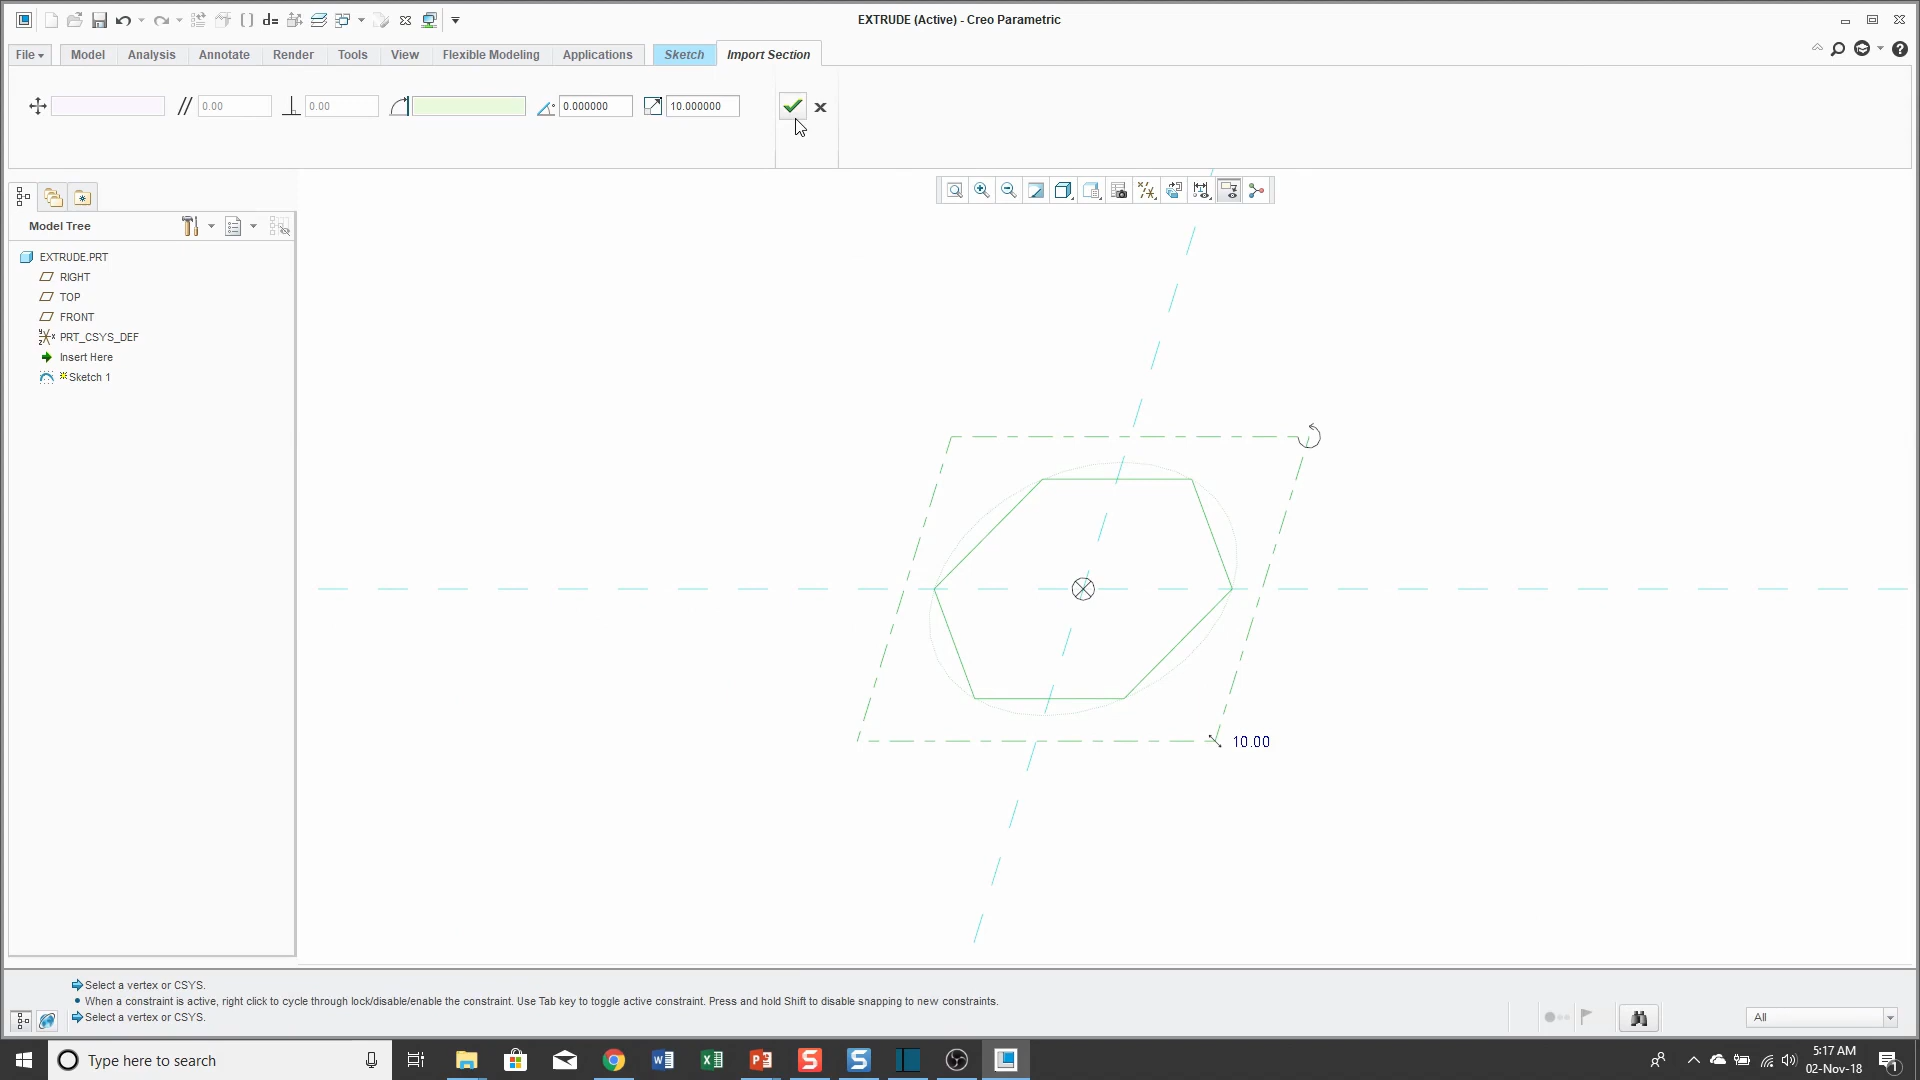 EXTRUDE (Active) - Creo Parametric
File Model Analysis Annotate Render Tools View Flexible Modeling Applications Sketch Import Section
0.00 0.00 0.000000 10.000000
Model Tree
EXTRUDE.PRT
RIGHT
TOP
FRONT
PRT_CSYS_DEF
Insert Here
Sketch 1
10.00
Select a vertex or CSYS.
When a constraint is active, right click to cycle through lock/disable/enable the constraint. Use Tab key to toggle active constraint. Press and hold Shift to disable snapping to new constraints.
Select a vertex or CSYS.
All
Type here to search
5:17 AM
02-Nov-18